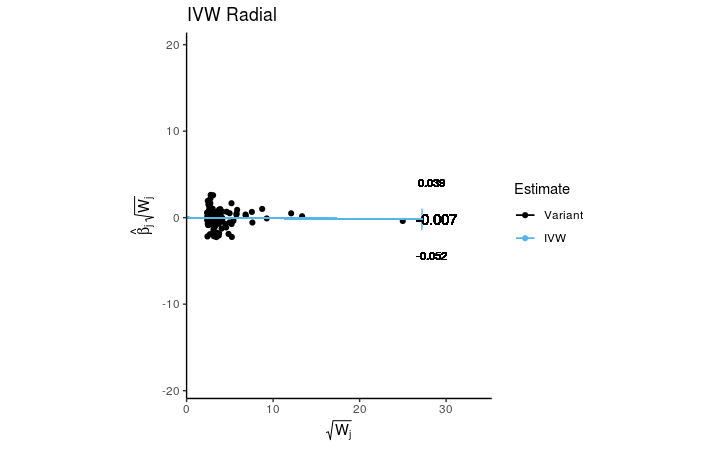 IVW Radial
20
10
0
-10
-20
β̂j√Wj
0.039
-0.007
-0.052
0
10
20
30
√Wj
Estimate
Variant
IVW